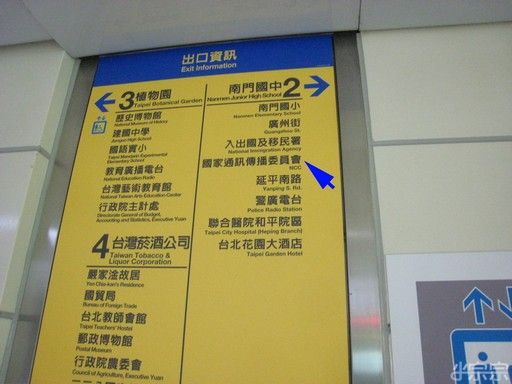 出口資訊
Exit Information
3 植物園
Taipei Botanical Garden
歷史博物館
National Museum of History
建國中學
Jianguo High School
國語實小
Taipei Mandarin Experimental
Elementary School
教育廣播電台
National Education Radio
台灣藝術教育館
National Taiwan Arts Education
行政院主計處
Directorate General of Budget,
Accounting and Statistics, Executive Yuan
4 台灣菸酒公司
Taiwan Tobacco &
Liquor Corporation
嚴家淦故居
Yen Chia-kan's Residence
國貿局
Bureau of Foreign Trade
台北教師會館
Taipei Teachers' Hostel
郵政博物館
Postal Museum
行政院農委會
Council of Agriculture, Executive Yuan
南門國中 2
Nanmen Junior High School
南門國小
Nanmen Elementary School
廣州街
Guangzhou St.
入出國及移民署
National Immigration Agency
國家通訊傳播委員會
NCC
延平南路
Yanping S. Rd.
警廣電台
Police Radio Station
聯合醫院和平院區
Taipei City Hospital (Heping Branch)
台北花園大酒店
Taipei Garden Hotel